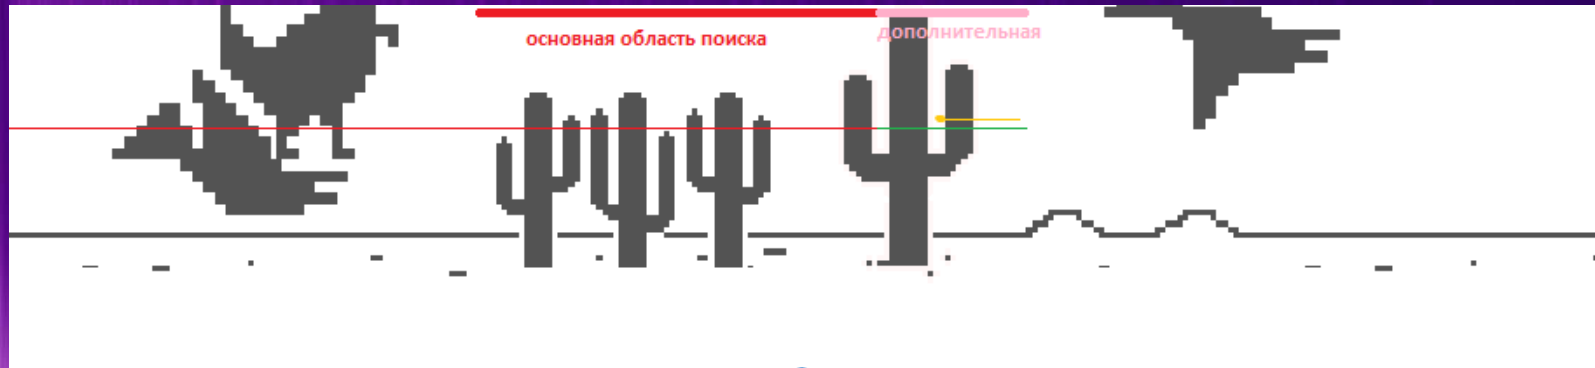 основная область поиска
дополнительная